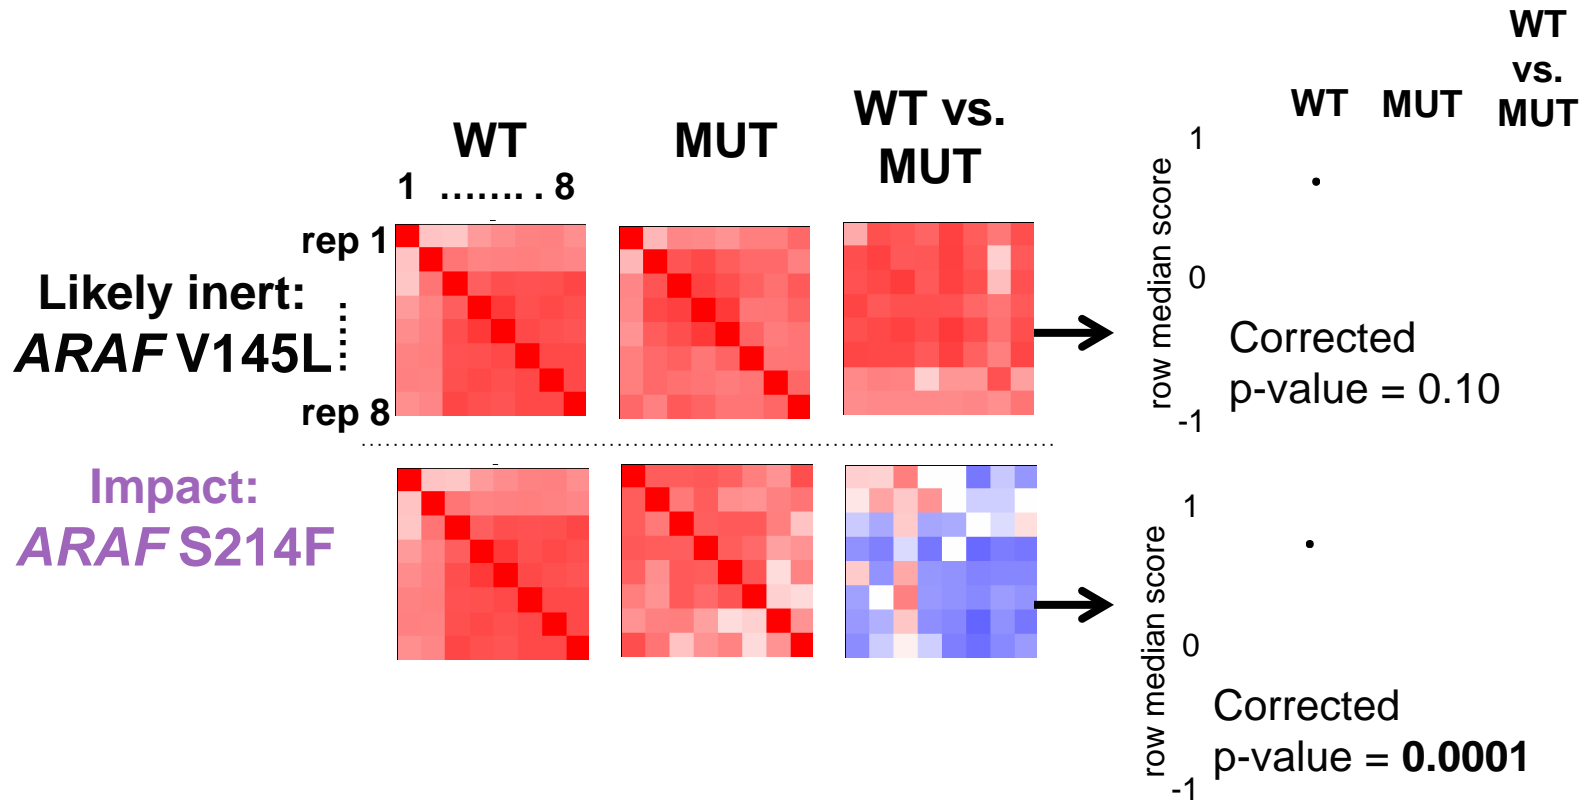 WT
MUT
WT vs.
MUT
1 ....... . 8
rep 1
rep 8
Likely inert:
ARAF V145L
Impact:
ARAF S214F
WT
MUT
WT
vs.
MUT
row median score
1
0
-1
Corrected
p-value = 0.10
row median score
1
0
-1
Corrected
p-value = 0.0001